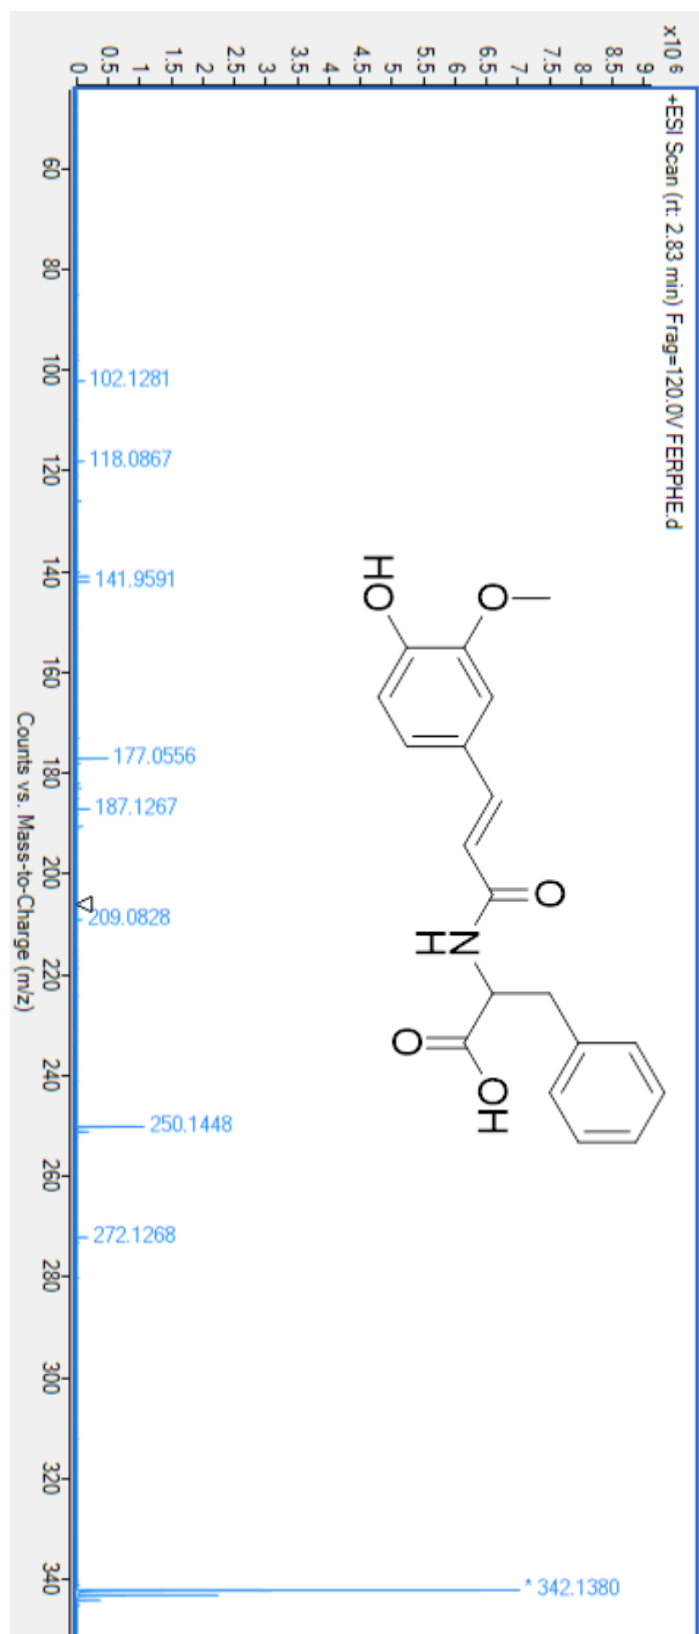 x10 6
+ESI Scan (rt: 2.83 min) Frag=120.0V FERPHE.d
9
8.5
8
7.5
7
6.5
6
5.5
5
4.5
4
3.5
3
2.5
2
1.5
1
0.5
0
102.1281
118.0867
141.9591
177.0556
187.1267
209.0828
250.1448
272.1268
* 342.1380
HO
O
O
N
H
O
OH
60 80 100 120 140 160 180 200 220 240 260 280 300 320 340
Counts vs. Mass-to-Charge (m/z)